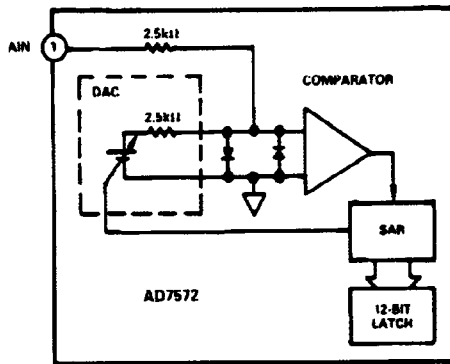 2.5kΩ
AIN
1
COMPARATOR
DAC
2.5kΩ
SAR
AD7572
12-BIT
LATCH